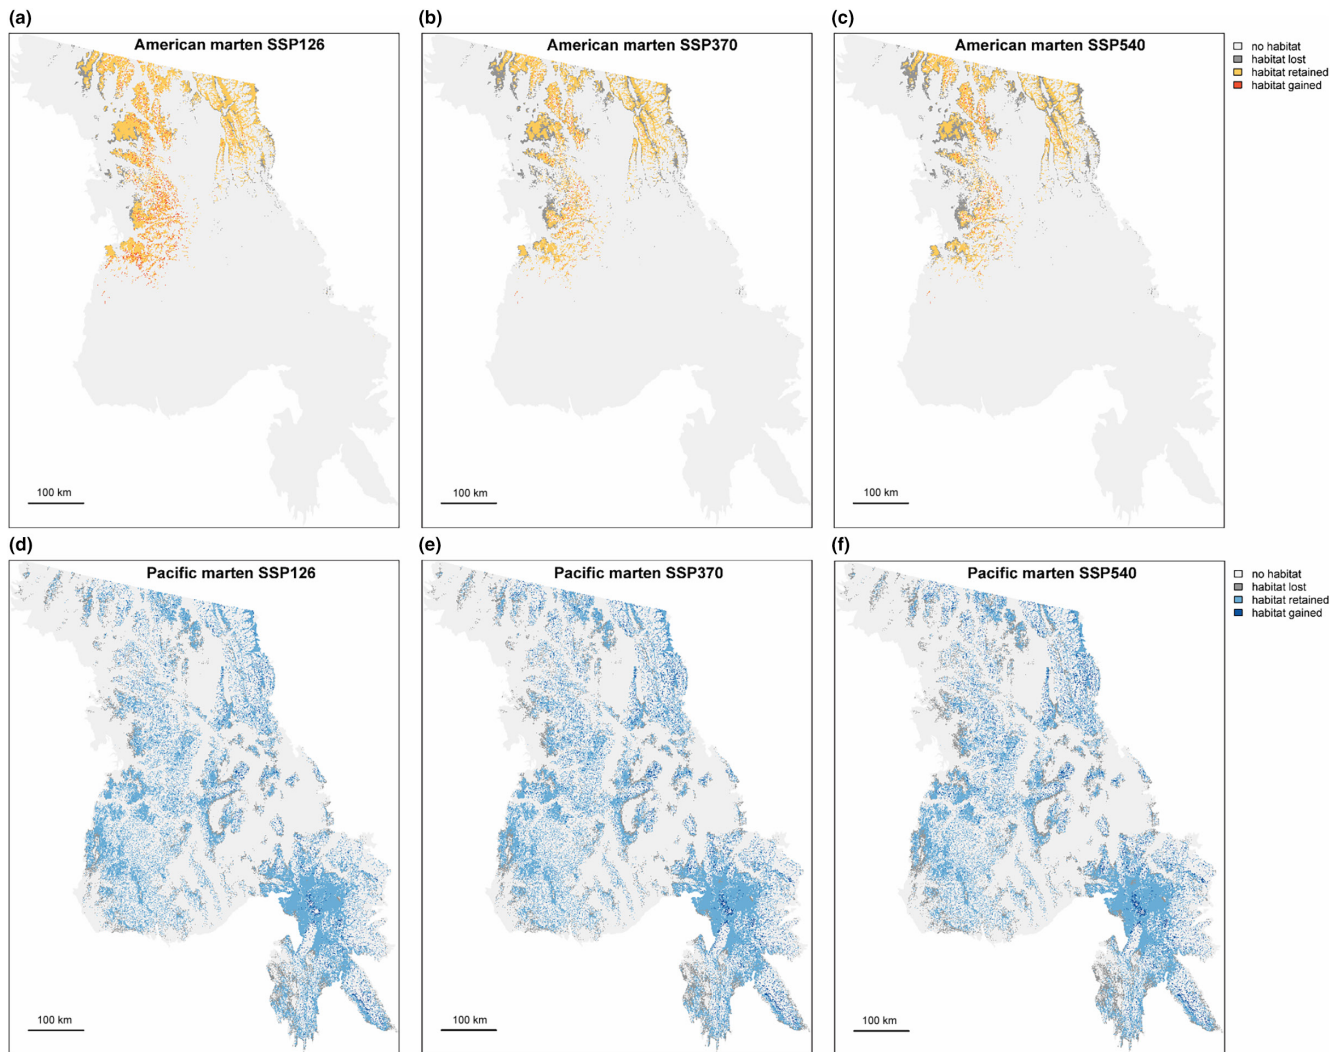 (a)
American marten SSP126
100 km
(b)
American marten SSP370
100 km
(c)
American marten SSP540
100 km
no habitat
habitat lost
habitat retained
habitat gained
(d)
Pacific marten SSP126
100 km
(e)
Pacific marten SSP370
100 km
(f)
Pacific marten SSP540
100 km
no habitat
habitat lost
habitat retained
habitat gained